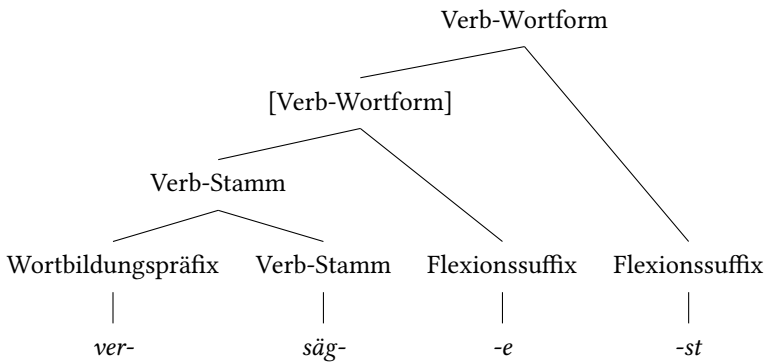 Verb-Wortform
[Verb-Wortform]
Verb-Stamm
Wortbildungspräfix Verb-Stamm Flexionssuffix Flexionssuffix
ver- säg- -e -st